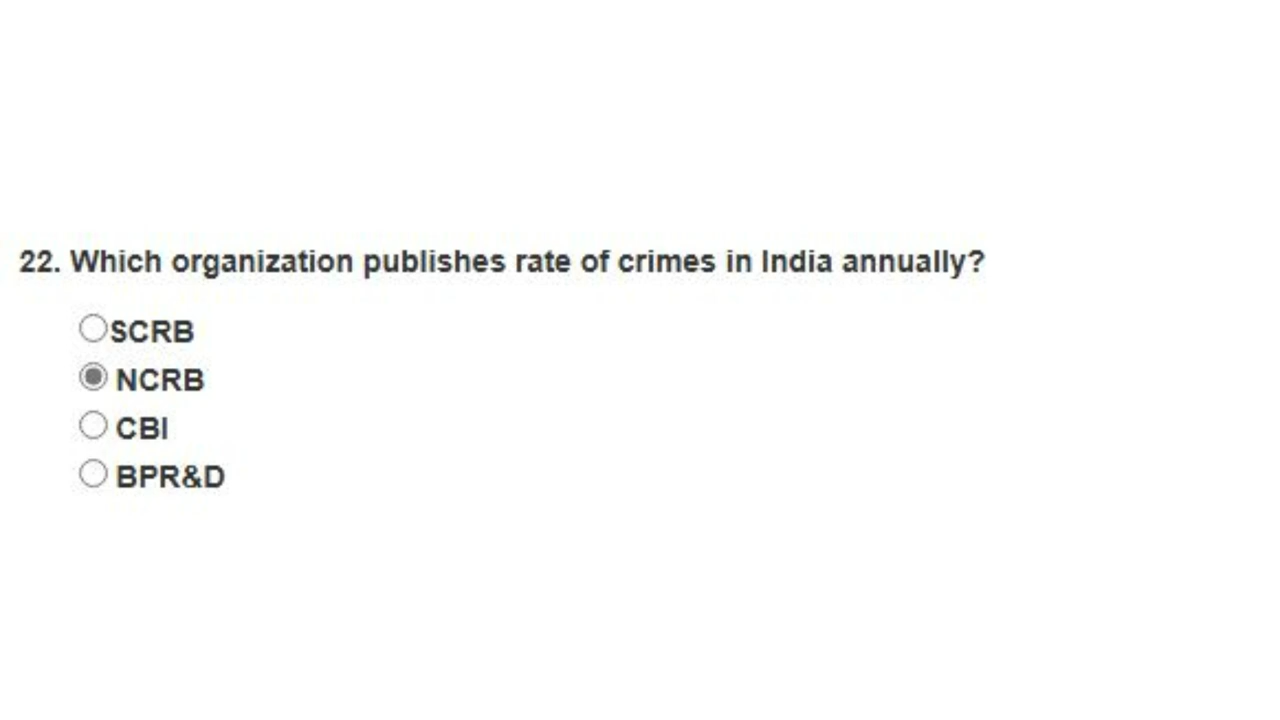 22. Which organization publishes rate of crimes in India annually?
SCRB
NCRB
CBI
BPR&D